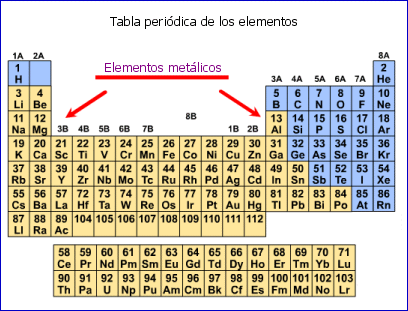 Tabla periódica de los elementos
1A 2A 8A
Elementos metálicos
1 2
H He
3A 4A 5A 6A 7A
3 4 5 6 7 8 9 10
Li Be B C N O F Ne
11 12 13 14 15 16 17 18
Na Mg Al Si P S Cl Ar
3B 4B 5B 6B 7B 8B 1B 2B
19 20 21 22 23 24 25 26 27 28 29 30 31 32 33 34 35 36
K Ca Sc Ti V Cr Mn Fe Co Ni Cu Zn Ga Ge As Se Br Kr
37 38 39 40 41 42 43 44 45 46 47 48 49 50 51 52 53 54
Rb Sr Y Zr Nb Mo Tc Ru Rh Pd Ag Cd In Sn Sb Te I Xe
55 56 57 72 73 74 75 76 77 78 79 80 81 82 83 84 85 86
Cs Ba La Hf Ta W Re Os Ir Pt Au Hg Tl Pb Bi Po At Rn
87 88 89 104 105 106 107 108 109 110 111 112
Ll Ra Ac
58 59 60 61 62 63 64 65 66 67 68 69 70 71
Ce Pr Nd Pm Sm Eu Gd Tb Dy Ho Er Tm Yb Lu
90 91 92 93 94 95 96 97 98 99 100 101 102 103
Th Pa U Np Pu Am Cm Bk Cf Es Fm Md No Lr